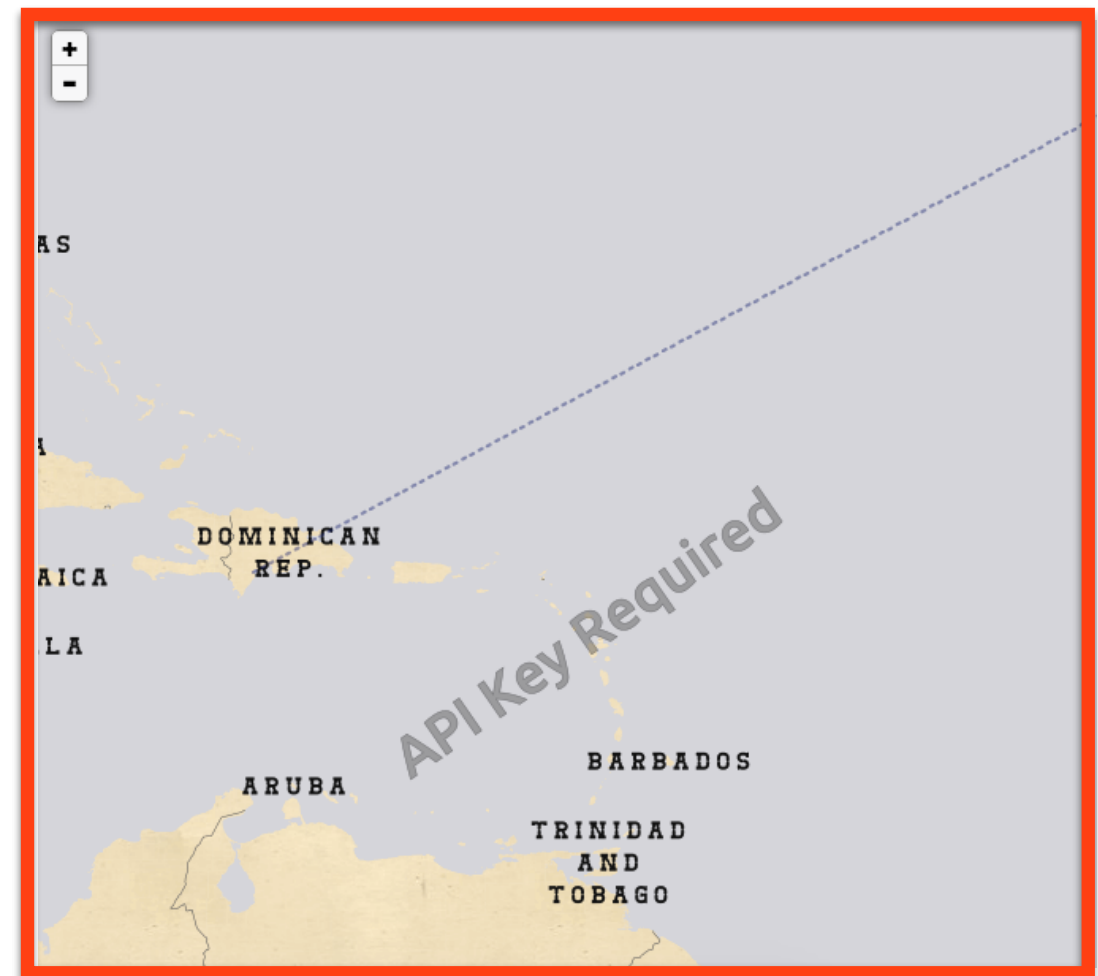 +
-
AS
A
DOMINICAN
REP.
AICA
LA
API Key Required
BARBADOS
ARUBA
TRINIDAD
AND
TOBAGO